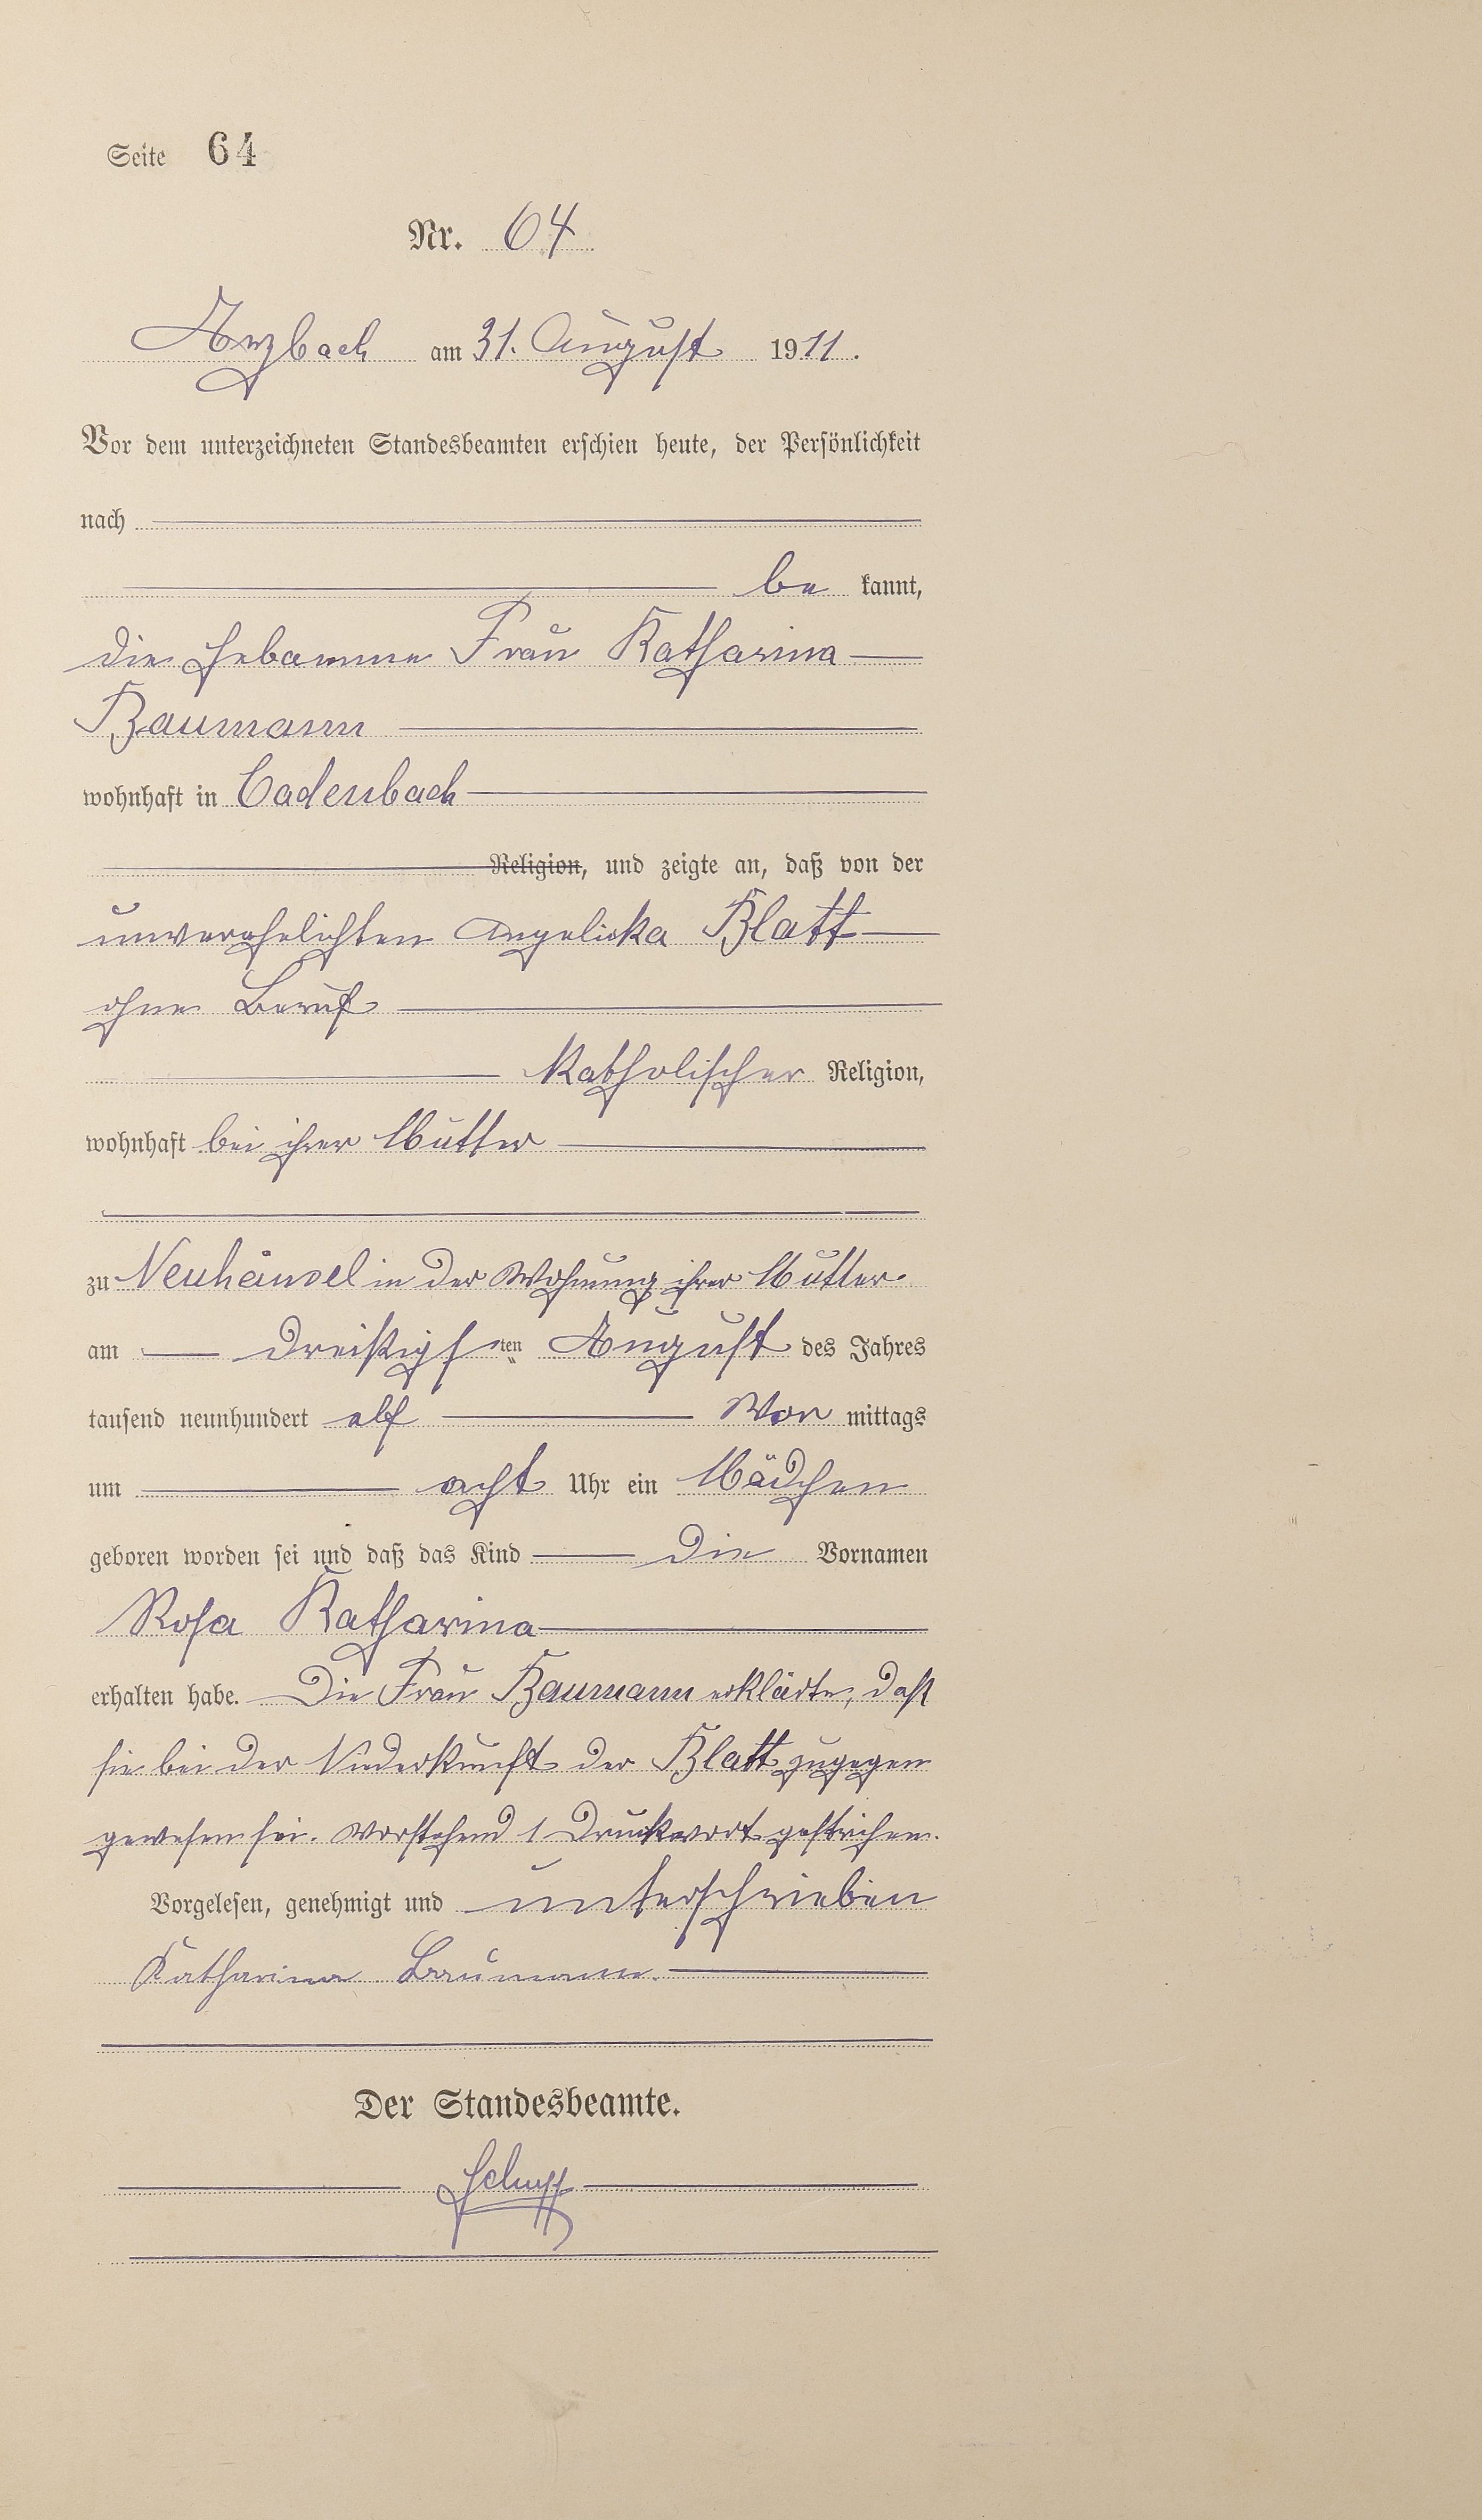 Seite 64
Nr. 64
Arzbach am 31. August 1911.
Vor dem unterzeichneten Standesbeamten erschien heute, der Persönlichkeit
nach
be kannt,
die Hebamme Frau Katharina
Baumann
wohnhaft in Cadenbach
Religion, und zeigte an, daß von der
unverehelichten Angelicka Blatt
ohne Beruf
katholischer Religion,
wohnhaft bei ihrer Mutter
zu Neuhäusel in der Wohnung ihrer Mutter
am dreißigsten August des Jahres
tausend neunhundert elf Vor mittags
um acht Uhr ein Mädchen
geboren worden sei und daß das Kind die Vornamen
Rosa Katharina
erhalten habe. Die Frau Baumann erklärte, daß
sie bei der Niederkunft der Blatt zugegen
gewesen sei. Vorstehend 1 Druckwort gestrichen.
Vorgelesen, genehmigt und unterschrieben
Katharina Baumann.
Der Standesbeamte.